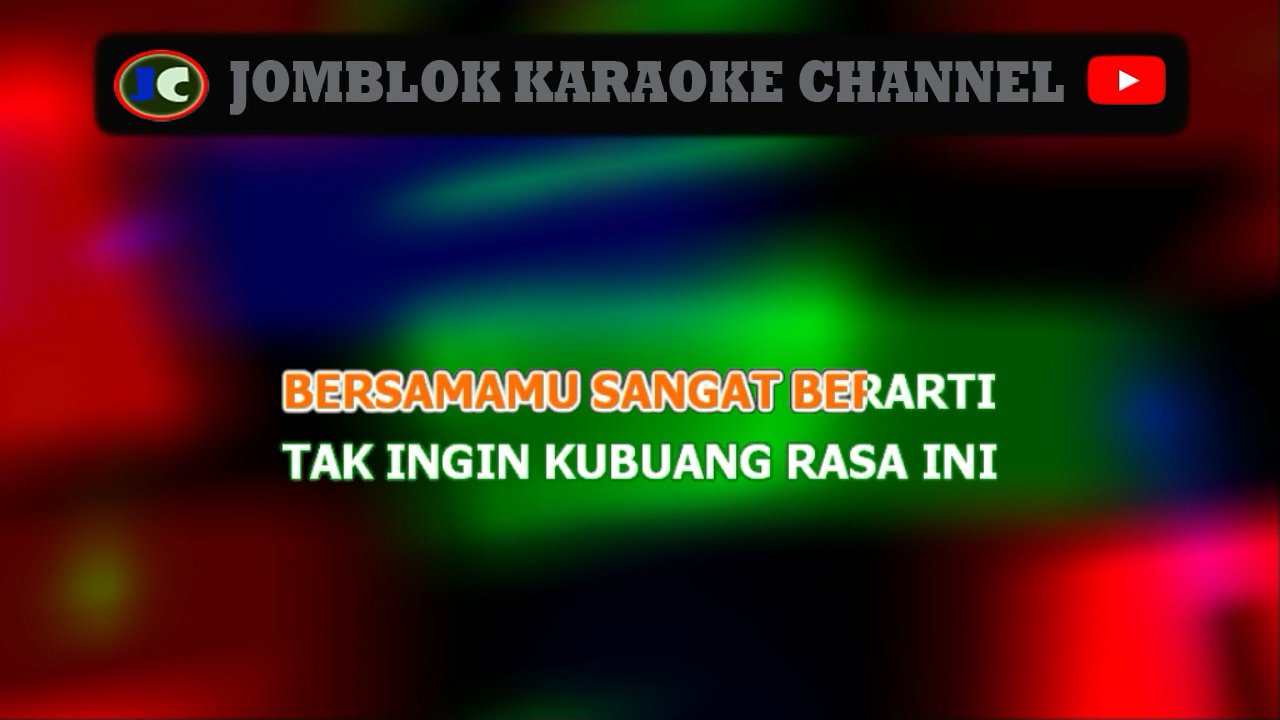 JC JOMBLOK KARAOKE CHANNEL
BERSAMAMU SANGAT BERARTI
TAK INGIN KUBUANG RASA INI